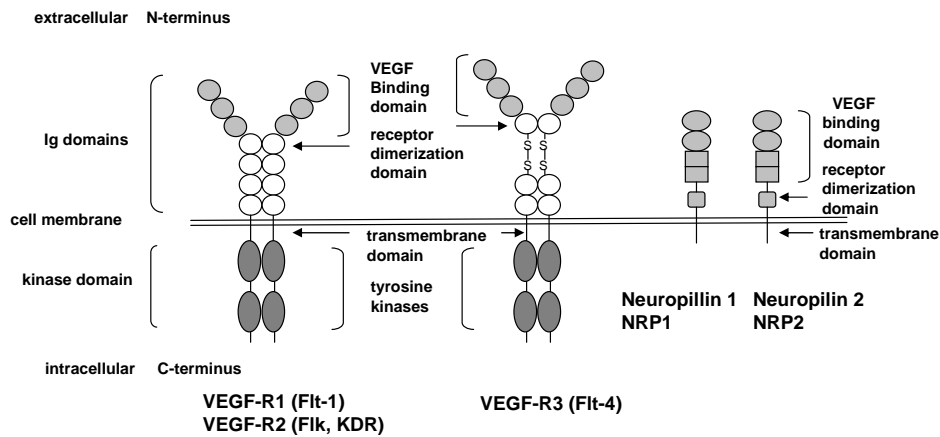 extracellular N-terminus
VEGF
Binding
domain
Ig domains
receptor
dimerization
domain
S
S
S
S
VEGF
binding
domain
receptor
dimerization
domain
cell membrane
transmembrane
domain
transmembrane
domain
kinase domain
tyrosine
kinases
Neuropillin 1
NRP1
Neuropilin 2
NRP2
intracellular C-terminus
VEGF-R1 (Flt-1)
VEGF-R2 (Flk, KDR)
VEGF-R3 (Flt-4)